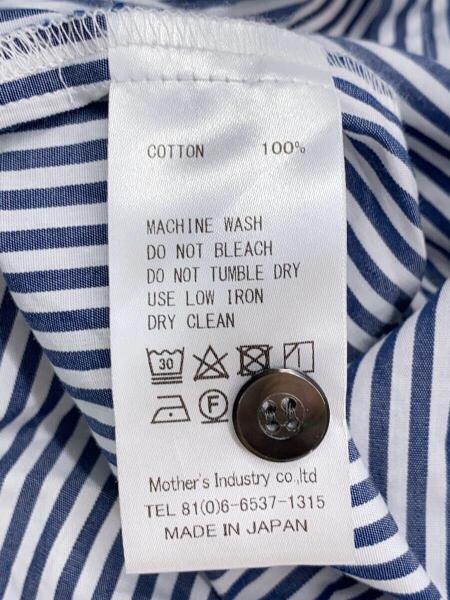 COTTON 100%
MACHINE WASH
DO NOT BLEACH
DO NOT TUMBLE DRY
USE LOW IRON
DRY CLEAN
30
F
Mother's Industry co.,ltd
TEL 81(0)6-6537-1315
MADE IN JAPAN